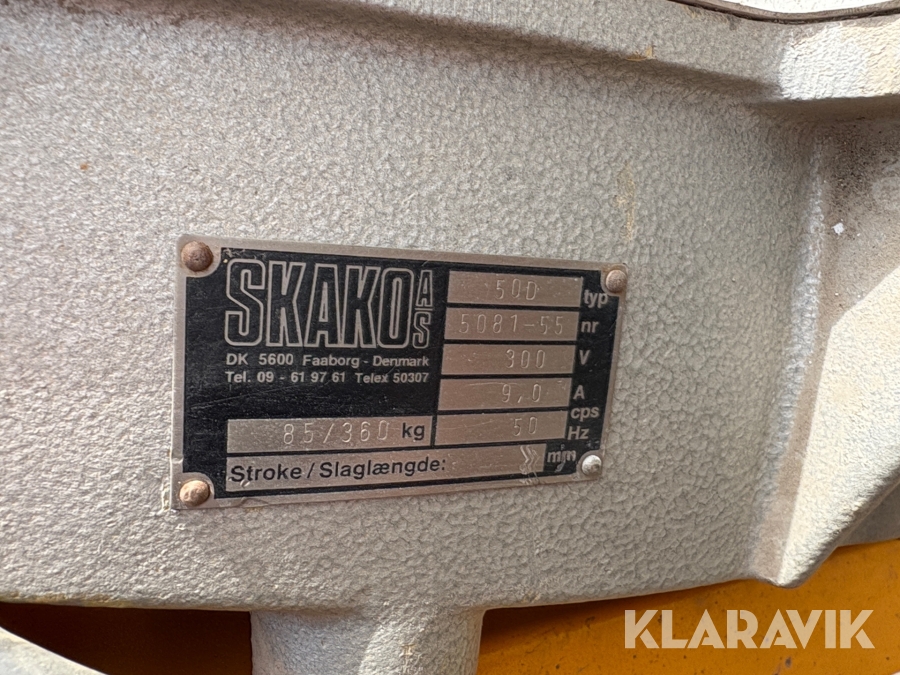 SKAKO A/S
DK 5600 Faaborg - Denmark
Tel. 09 - 61 97 61 Telex 50307
50D typ
5081-55 nr
300 V
9,0 A
50 cps Hz
85/360 kg
Stroke/Slaglængde: mm
KLARAVIK